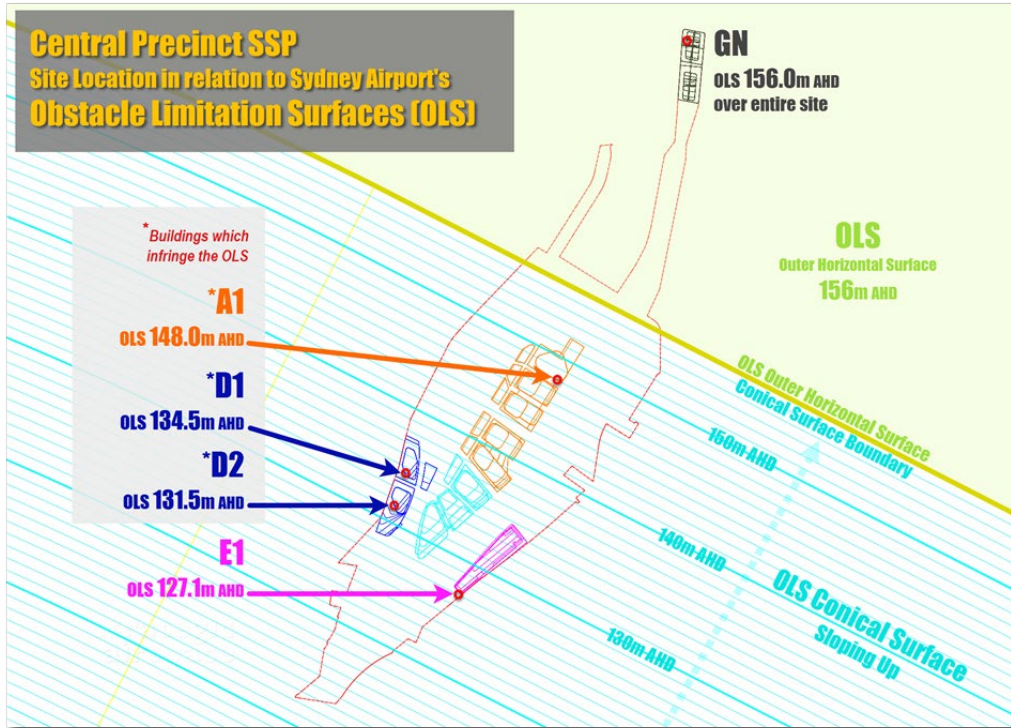 Central Precinct SSP
Site Location in relation to Sydney Airport's
Obstacle Limitation Surfaces (OLS)
GN
OLS 156.0m AHD
over entire site
*Buildings which
infringe the OLS
*A1
OLS 148.0m AHD
*D1
OLS 134.5m AHD
*D2
OLS 131.5m AHD
E1
OLS 127.1m AHD
OLS
Outer Horizontal Surface
156m AHD
OLS Outer Horizontal Surface
Conical Surface Boundary
150m AHD
140m AHD
130m AHD
OLS Conical Surface
Sloping Up